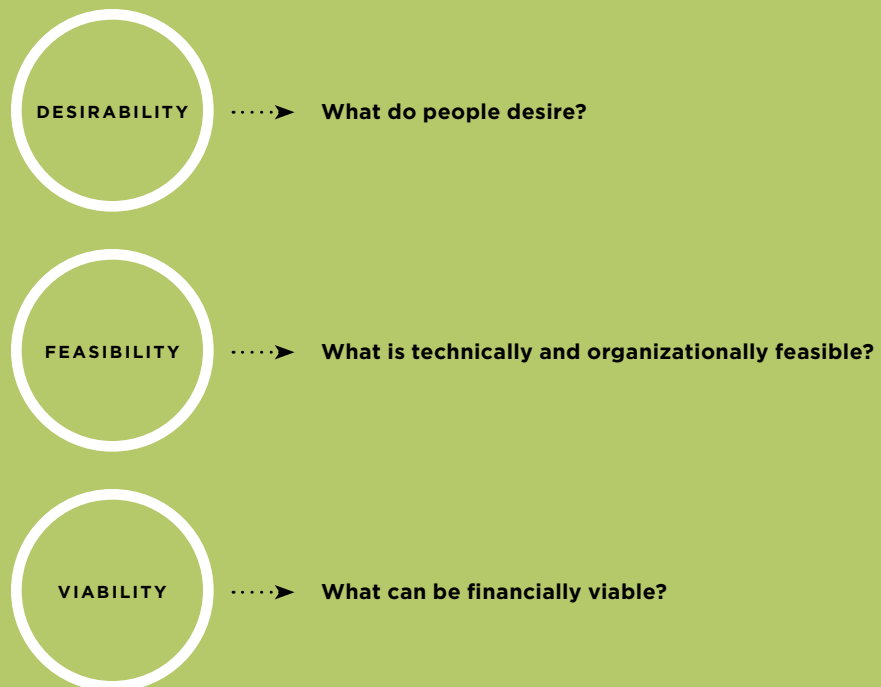 DESIRABILITY What do people desire?
FEASIBILITY What is technically and organizationally feasible?
VIABILITY What can be financially viable?